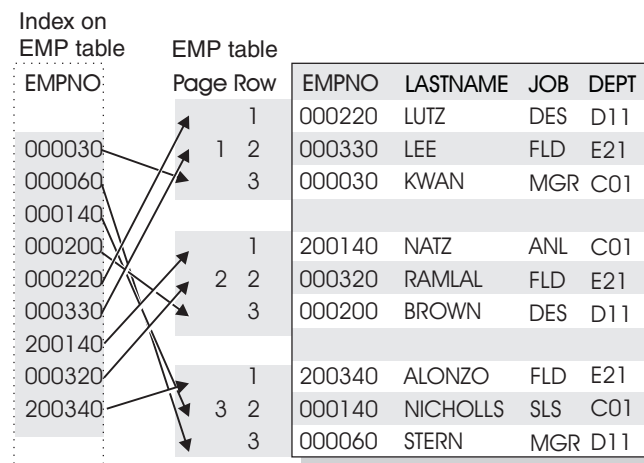 Index on
EMP table
EMP table
EMPNO Page Row EMPNO LASTNAME JOB DEPT
1 000220 LUTZ DES D11
000030 1 2 000330 LEE FLD E21
000060 3 000030 KWAN MGR C01
000140
000200 1 200140 NATZ ANL C01
000220 2 2 000320 RAMLAL FLD E21
000330 3 000200 BROWN DES D11
200140
000320 1 200340 ALONZO FLD E21
200340 3 2 000140 NICHOLLS SLS C01
3 000060 STERN MGR D11